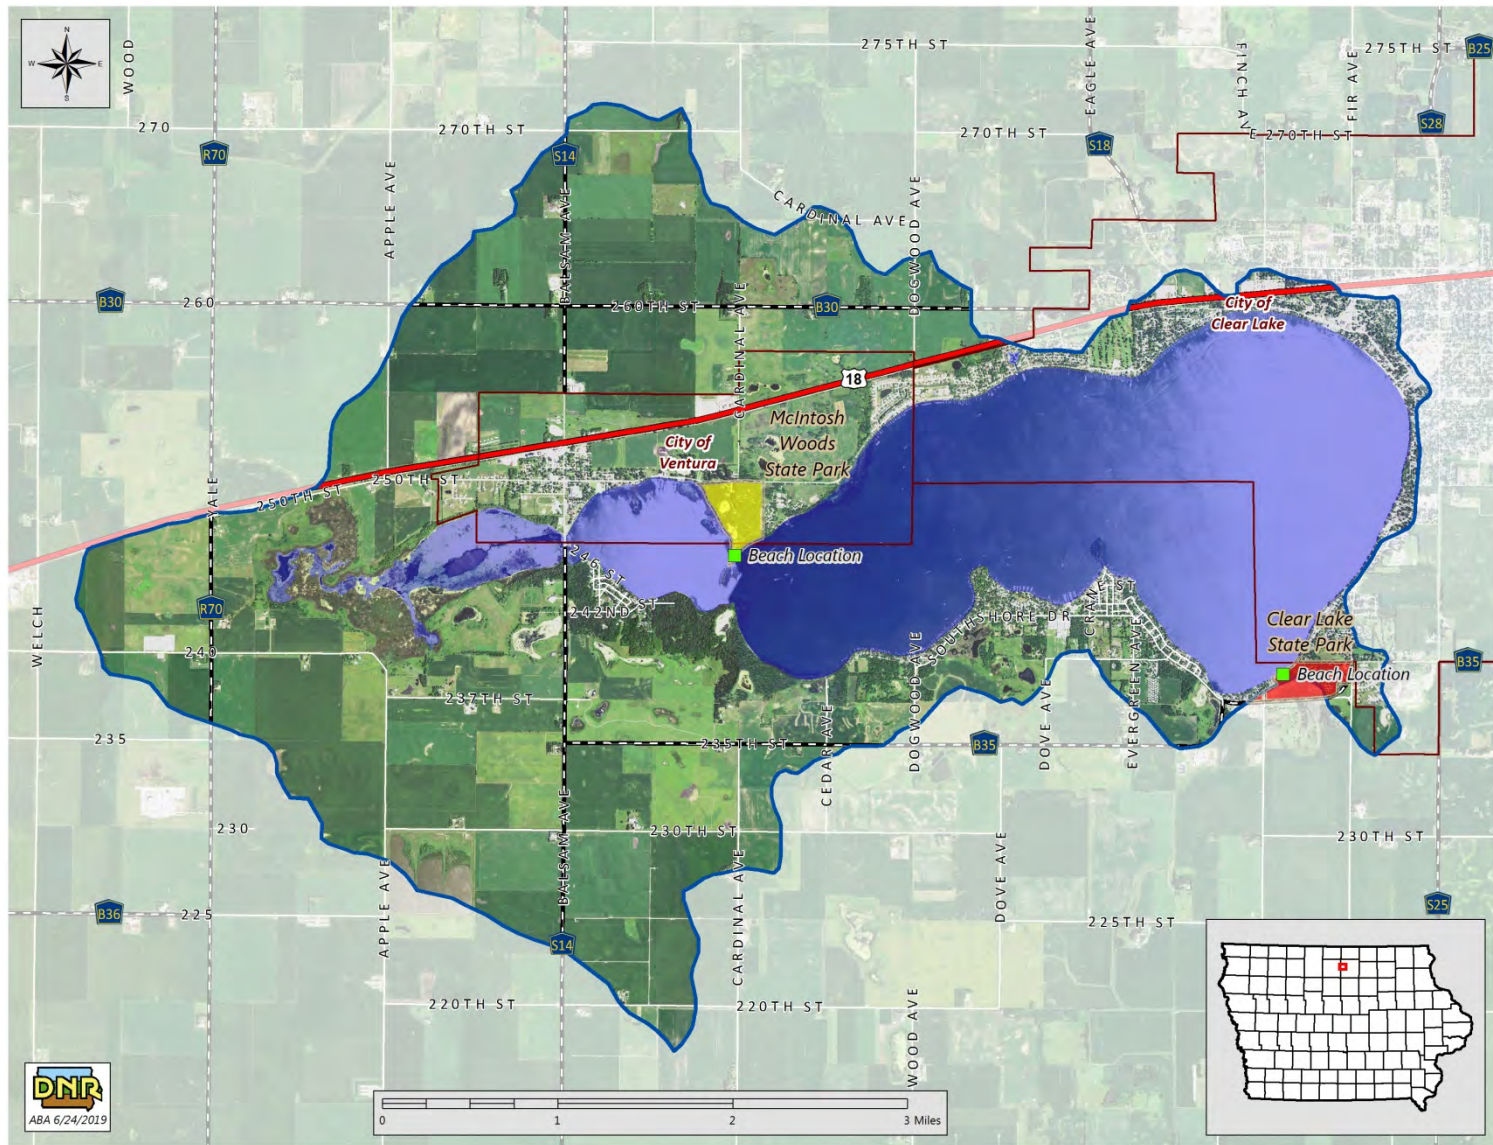 N
W
E
S
WOOD
275TH ST
EAGLE AVE
FINCH AVE
275TH ST
B25
FIR AVE
270
270TH ST
270TH ST
E 270TH ST
S28
R70
S14
S18
APPLE AVE
BALSAM AVE
CARDINAL AVE
DOGWOOD AVE
B30
260
260TH ST
B30
CARDINAL AVE
City of
Clear Lake
18
McIntosh
Woods
State Park
City of
Ventura
250TH ST
250TH ST
YALE
Beach Location
246 ST
242ND ST
R70
WELCH
240
SOUTHSHORE DR
CRANE ST
Clear Lake
State Park
Beach Location
B35
237TH ST
235
235TH ST
CEDAR AVE
DOGWOOD AVE
B35
DOVE AVE
EVERGREEN AVE
230
230TH ST
230TH ST
BALSAM AVE
APPLE AVE
CARDINAL AVE
DOVE AVE
B36
225
225TH ST
S25
S14
220TH ST
220TH ST
WOOD AVE
DNR
ABA 6/24/2019
0 1 2 3 Miles